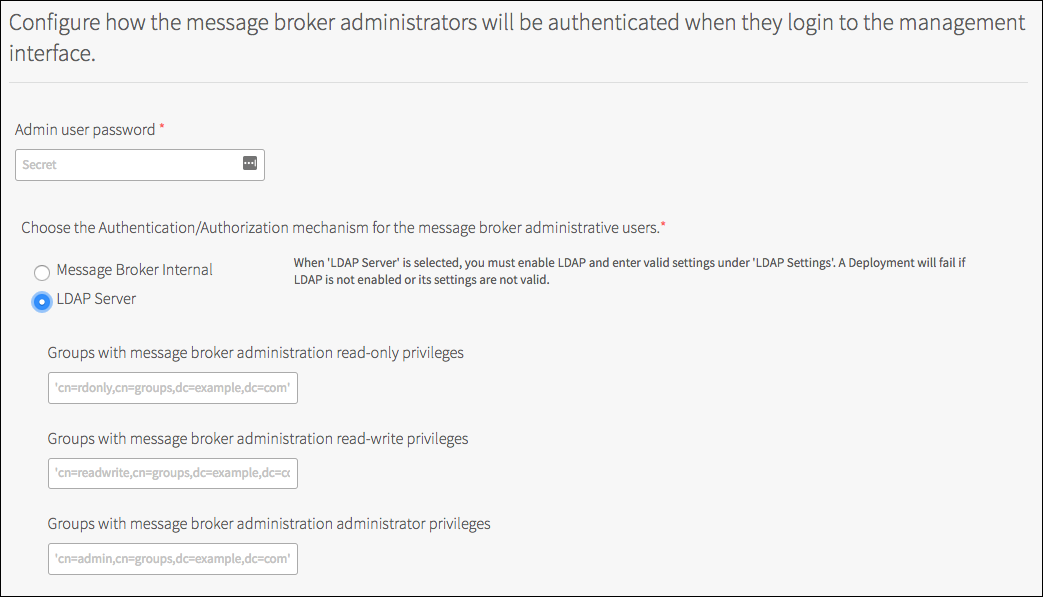 Configure how the message broker administrators will be authenticated when they login to the management
interface.
Admin user password *
Secret
Choose the Authentication/Authorization mechanism for the message broker administrative users.*
Message Broker Internal
When 'LDAP Server' is selected, you must enable LDAP and enter valid settings under 'LDAP Settings'. A Deployment will fail if
LDAP is not enabled or its settings are not valid.
LDAP Server
Groups with message broker administration read-only privileges
'cn=rdonly,cn=groups,dc=example,dc=com'
Groups with message broker administration read-write privileges
'cn=readwrite,cn=groups,dc=example,dc=co
Groups with message broker administration administrator privileges
'cn=admin,cn=groups,dc=example,dc=com'